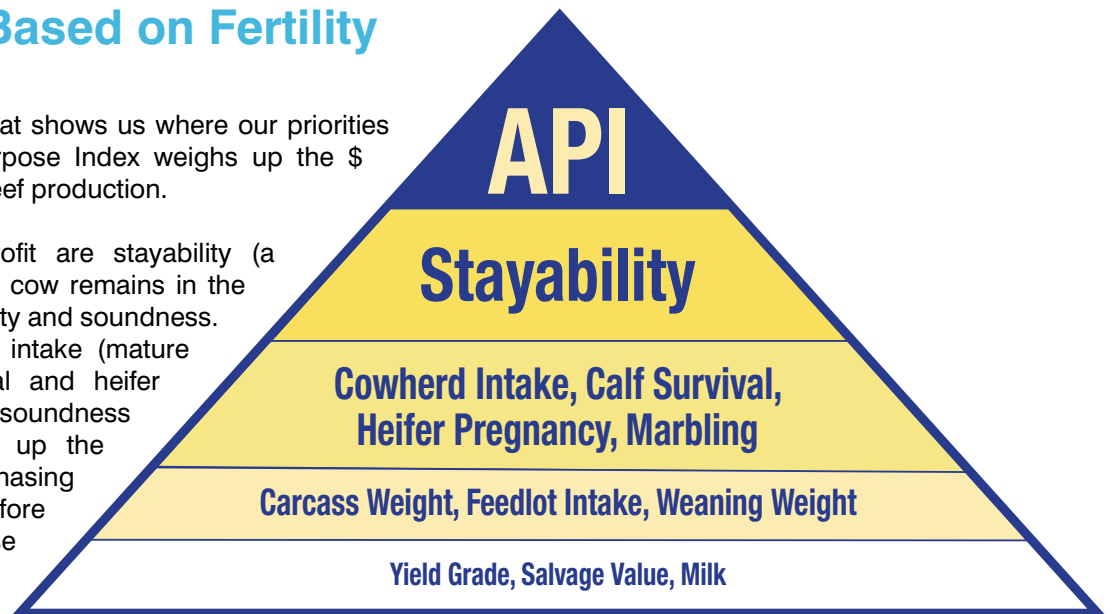 Based on Fertility
at shows us where our priorities
rpose Index weighs up the $
eef production.
ofit are stayability (a
cow remains in the
ty and soundness.
intake (mature
al and heifer
soundness
up the
hasing
fore
se
API
Stayability
Cowherd Intake, Calf Survival,
Heifer Pregnancy, Marbling
Carcass Weight, Feedlot Intake, Weaning Weight
Yield Grade, Salvage Value, Milk